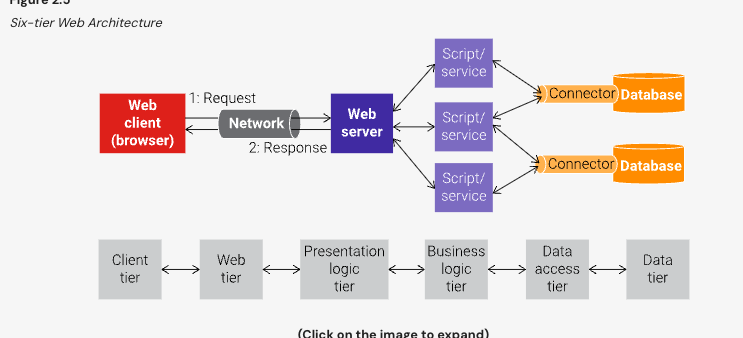 Figure 2.5
Six-tier Web Architecture
Web
client
(browser)
1: Request
Network
2: Response
Web
server
Script/
service
Script/
service
Script/
service
Connector
Database
Connector
Database
Client
tier
Web
tier
Presentation
logic
tier
Business
logic
tier
Data
access
tier
Data
tier
(Click on the image to expand)